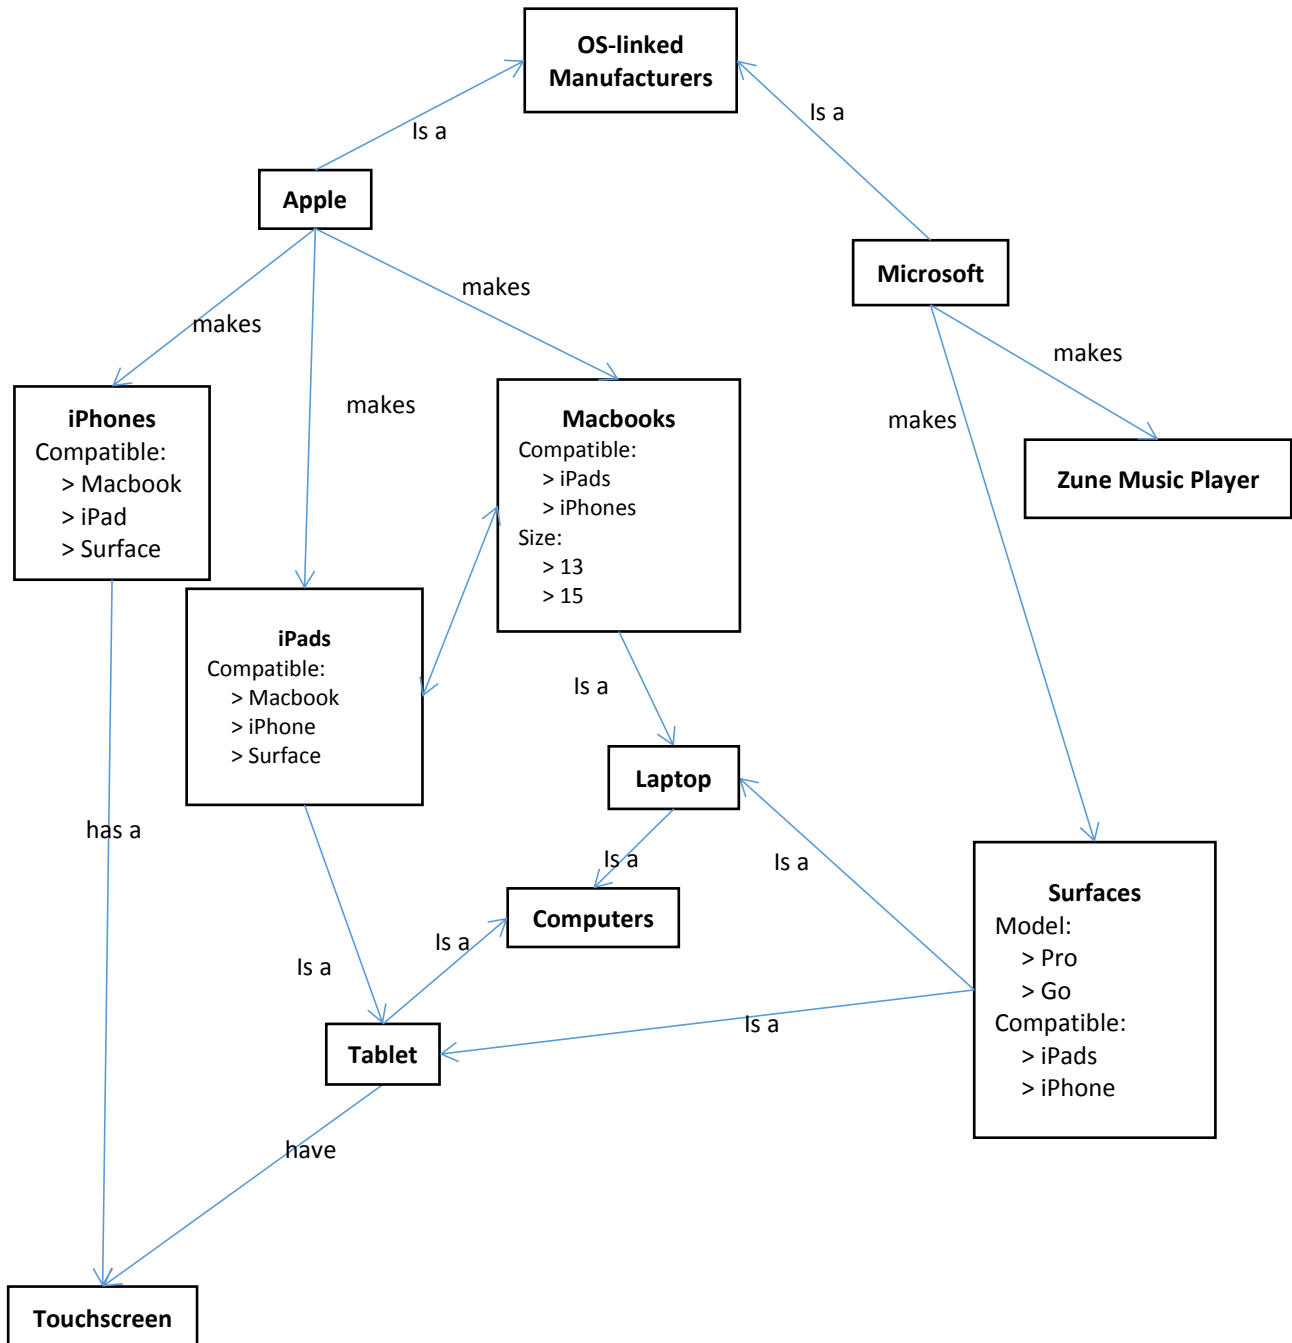 OS-linked
Manufacturers
Is a
Is a
Apple
Microsoft
makes
makes
makes
makes
makes
iPhones
Compatible:
> Macbook
> iPad
> Surface
Macbooks
Compatible:
> iPads
> iPhones
Size:
> 13
> 15
Zune Music Player
iPads
Compatible:
> Macbook
> iPhone
> Surface
Is a
Laptop
has a
Is a
Is a
Computers
Is a
Is a
Surfaces
Model:
> Pro
> Go
Compatible:
> iPads
> iPhone
Is a
Tablet
have
Touchscreen